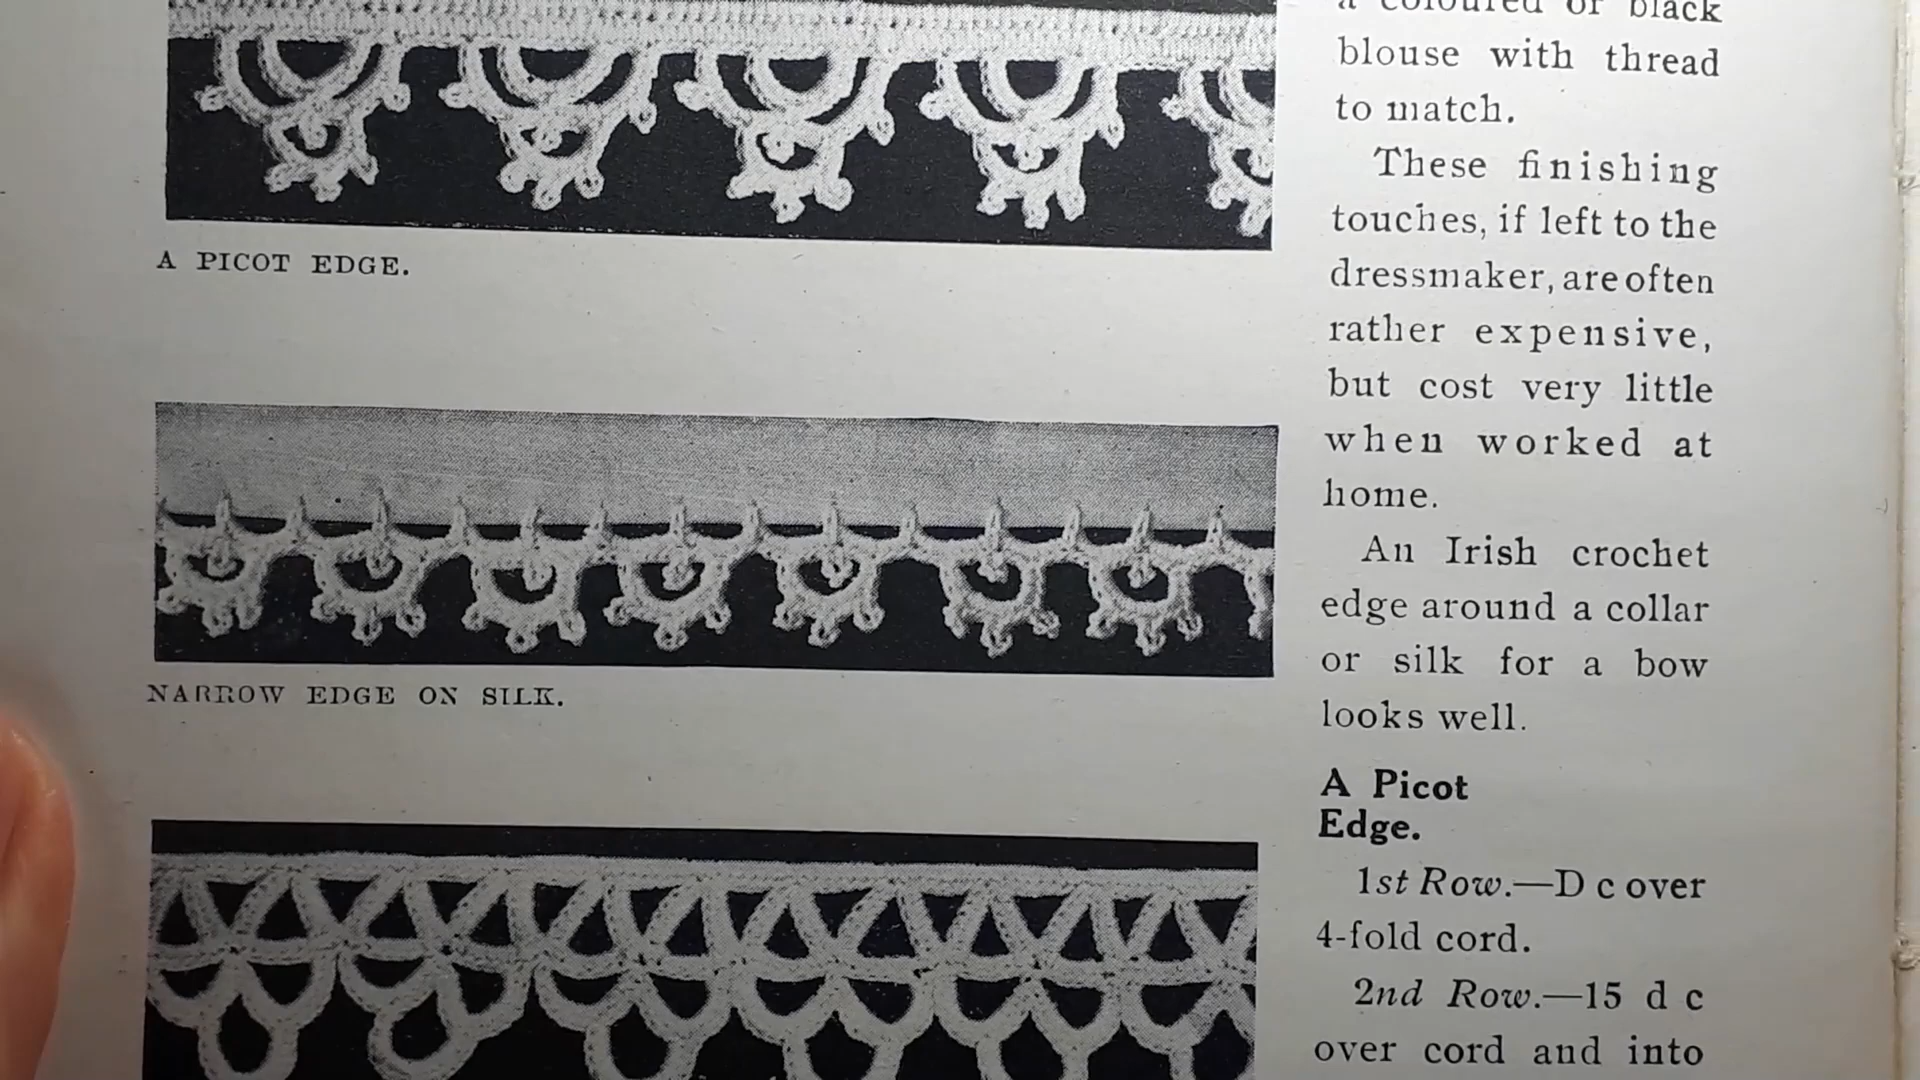 A PICOT EDGE.
NARROW EDGE ON SILK.
a coloured or black
blouse with thread
to match.
These finishing
touches, if left to the
dressmaker, are often
rather expensive,
but cost very little
when worked at
home.
An Irish crochet
edge around a collar
or silk for a bow
looks well.
A Picot
Edge.
1st Row.—D c over
4-fold cord.
2nd Row.—15 d c
over cord and into